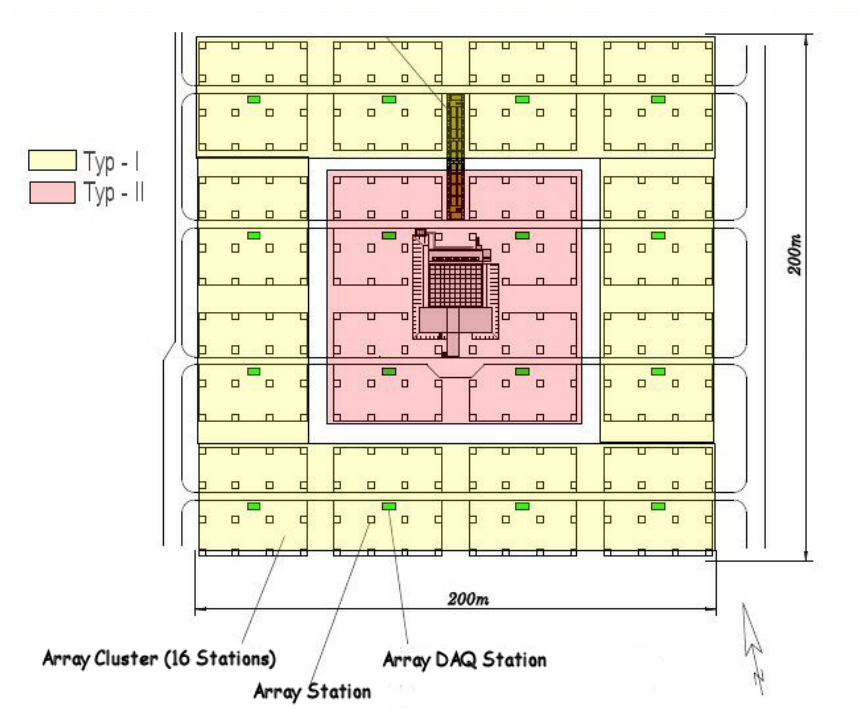 Typ - I
Typ - II
200m
200m
Array Cluster (16 Stations)
Array DAQ Station
Array Station
N